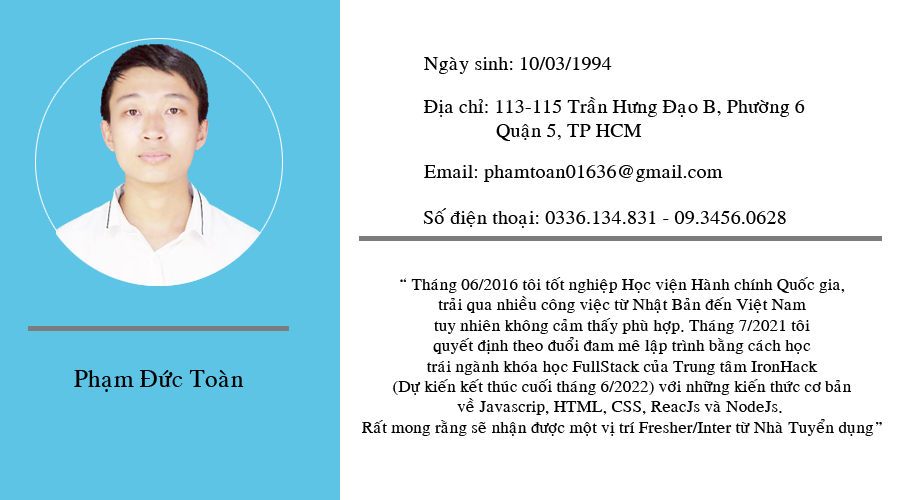 Phạm Đức Toàn
Ngày sinh: 10/03/1994
Địa chỉ: 113-115 Trần Hưng Đạo B, Phường 6
Quận 5, TP HCM
Email: phamtoan01636@gmail.com
Số điện thoại: 0336.134.831 - 09.3456.0628
“ Tháng 06/2016 tôi tốt nghiệp Học viện Hành chính Quốc gia,
trải qua nhiều công việc từ Nhật Bản đến Việt Nam
tuy nhiên không cảm thấy phù hợp. Tháng 7/2021 tôi
quyết định theo đuổi đam mê lập trình bằng cách học
trái ngành khóa học FullStack của Trung tâm IronHack
(Dự kiến kết thúc cuối tháng 6/2022) với những kiến thức cơ bản
về Javascrip, HTML, CSS, ReacJs và NodeJs.
Rất mong rằng sẽ nhận được một vị trí Fresher/Inter từ Nhà Tuyển dụng”